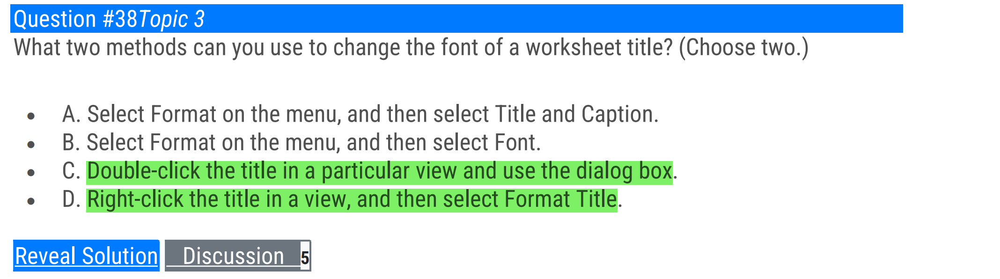 Question #38Topic 3
What two methods can you use to change the font of a worksheet title? (Choose two.)
• A. Select Format on the menu, and then select Title and Caption.
• B. Select Format on the menu, and then select Font.
• C. Double-click the title in a particular view and use the dialog box.
• D. Right-click the title in a view, and then select Format Title.
Reveal Solution Discussion 5